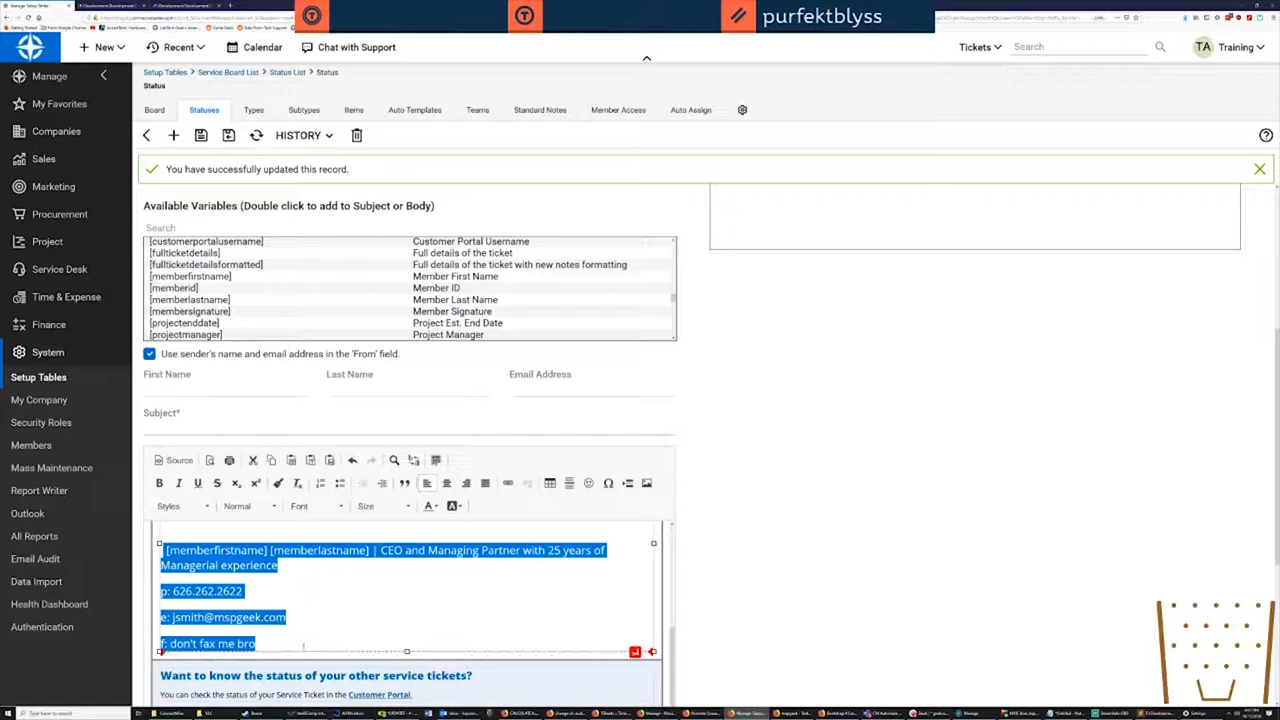 Manage: Setup Tables
farfnickel
New
Recent
Calendar
Chat with Support
Tickets
Search
TA
Training
Manage
My Favorites
Companies
Sales
Marketing
Procurement
Project
Service Desk
Time & Expense
Finance
System
Setup Tables
My Company
Security Roles
Members
Mass Maintenance
Report Writer
Outlook
All Reports
Email Audit
Data Import
Health Dashboard
Authentication
Setup Tables > Service Board List > Status List > Status
Status
Board Statuses Types Subtypes Items Auto Templates Teams Standard Notes Member Access Auto Assign
HISTORY
You have successfully updated this record.
Available Variables (Double click to add to Subject or Body)
Search
[customerportalusername] Customer Portal Username
[fullticketdetails] Full details of the ticket
[fullticketdetailsformatted] Full details of the ticket with new notes formatting
[memberfirstname] Member First Name
[memberid] Member ID
[memberlastname] Member Last Name
[membersignature] Member Signature
[projectenddate] Project Est. End Date
[projectmanager] Project Manager
Use sender's name and email address in the 'From' field.
First Name Last Name Email Address
Subject*
Source
Styles Normal Font Size
[memberfirstname] [memberlastname] | CEO and Managing Partner with 25 years of
Managerial experience
p: 626.262.2622
e: jsmith@mspgeek.com
f: don't fax me bro
Want to know the status of your other service tickets?
You can check the status of your Service Ticket in the Customer Portal.
Type here to search